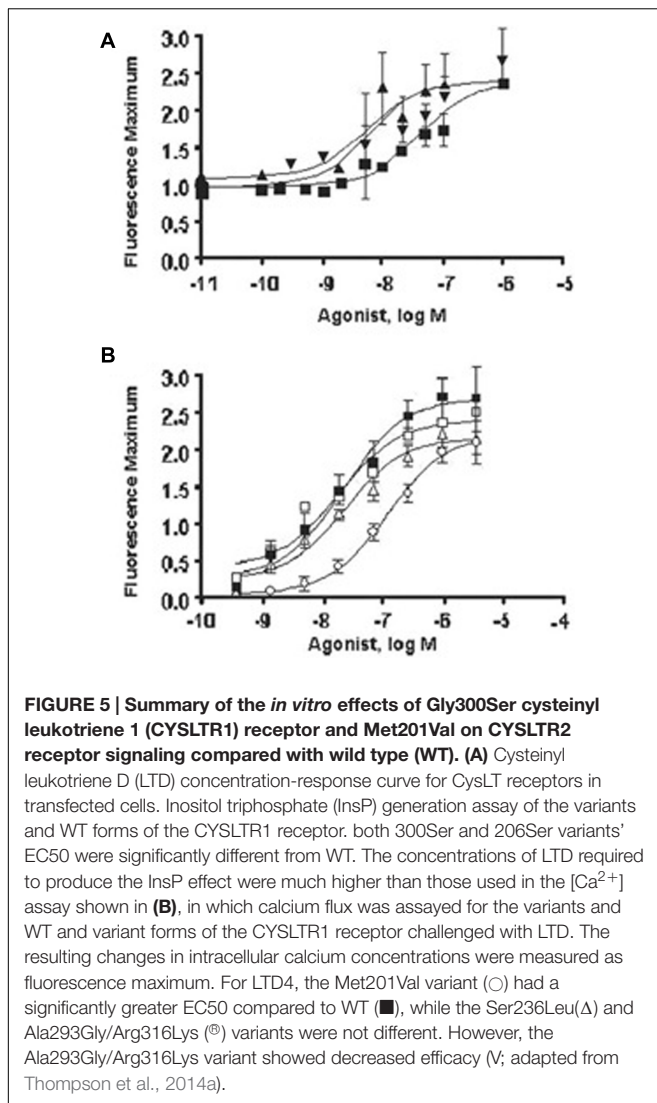 A
Fluorescence Maximum
3.0
2.5
2.0
1.5
1.0
0.5
0.0
-11 -10 -9 -8 -7 -6 -5
Agonist, log M
B
Fluorescence Maximum
3.0
2.5
2.0
1.5
1.0
0.5
0.0
-10 -9 -8 -7 -6 -5 -4
Agonist, log M
FIGURE 5 | Summary of the in vitro effects of Gly300Ser cysteinyl
leukotriene 1 (CYSLTR1) receptor and Met201Val on CYSLTR2
receptor signaling compared with wild type (WT). (A) Cysteinyl
leukotriene D (LTD) concentration-response curve for CysLT receptors in
transfected cells. Inositol triphosphate (InsP) generation assay of the variants
and WT forms of the CYSLTR1 receptor. both 300Ser and 206Ser variants'
EC50 were significantly different from WT. The concentrations of LTD required
to produce the InsP effect were much higher than those used in the [Ca2+]
assay shown in (B), in which calcium flux was assayed for the variants and
WT and variant forms of the CYSLTR1 receptor challenged with LTD. The
resulting changes in intracellular calcium concentrations were measured as
fluorescence maximum. For LTD4, the Met201Val variant (○) had a
significantly greater EC50 compared to WT (■), while the Ser236Leu(Δ) and
Ala293Gly/Arg316Lys (®) variants were not different. However, the
Ala293Gly/Arg316Lys variant showed decreased efficacy (V; adapted from
Thompson et al., 2014a).